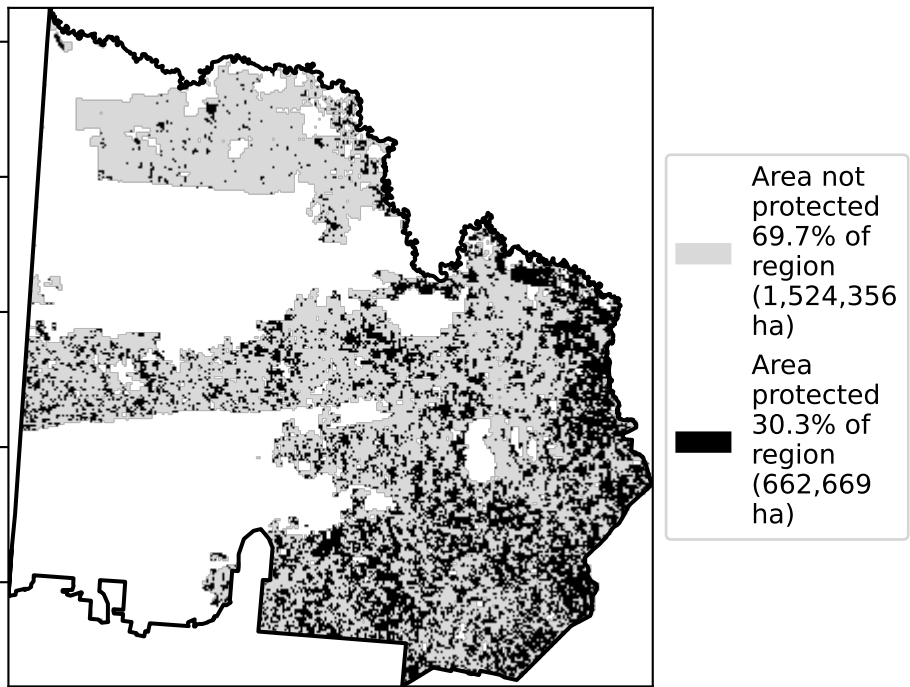 Area not
protected
69.7% of
region
(1,524,356
ha)
Area
protected
30.3% of
region
(662,669
ha)